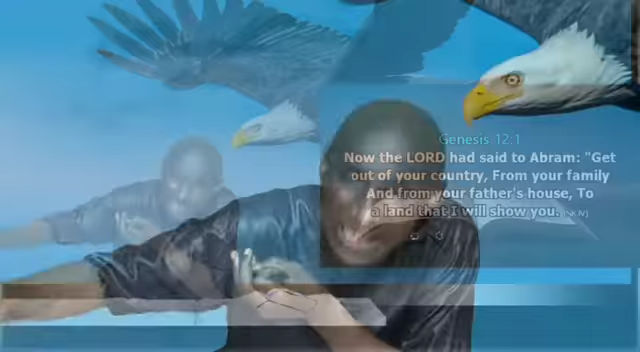 Genesis 12:1
Now the LORD had said to Abram: "Get
out of your country, From your family
And from your father's house, To
a land that I will show you. (NKJV)